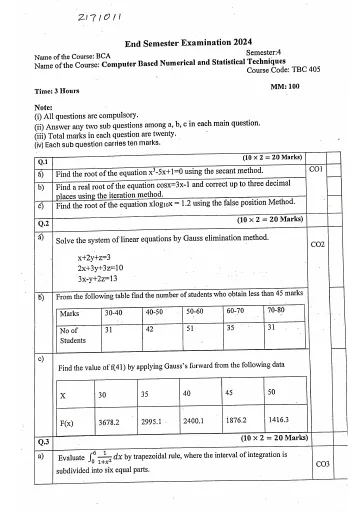 2171011
End Semester Examination 2024
Name of the Course: BCA Semester:4
Name of the Course: Computer Based Numerical and Statistical Techniques
Course Code: TBC 405
Time: 3 Hours MM: 100
Note:
(i) All questions are compulsory.
(ii) Answer any two sub questions among a, b, c in each main question.
(iii) Total marks in each question are twenty.
(iv) Each sub question carries ten marks.
Q.1 (10 × 2 = 20 Marks)
a) Find the root of the equation x³-5x+1=0 using the secant method. CO1
b) Find a real root of the equation cosx=3x-1 and correct up to three decimal
places using the iteration method.
c) Find the root of the equation xlog₁₀x = 1.2 using the false position Method.
Q.2 (10 × 2 = 20 Marks)
a) Solve the system of linear equations by Gauss elimination method. CO2
x+2y+z=3
2x+3y+3z=10
3x-y+2z=13
b) From the following table find the number of students who obtain less than 45 marks
Marks 30-40 40-50 50-60 60-70 70-80
No of Students 31 42 51 35 31
c) Find the value of f(41) by applying Gauss's forward from the following data
X 30 35 40 45 50
F(x) 3678.2 2995.1 2400.1 1876.2 1416.3
Q.3 (10 × 2 = 20 Marks)
a) Evaluate ∫₀⁶ 1/(1+x²) dx by trapezoidal rule, where the interval of integration is
subdivided into six equal parts. CO3